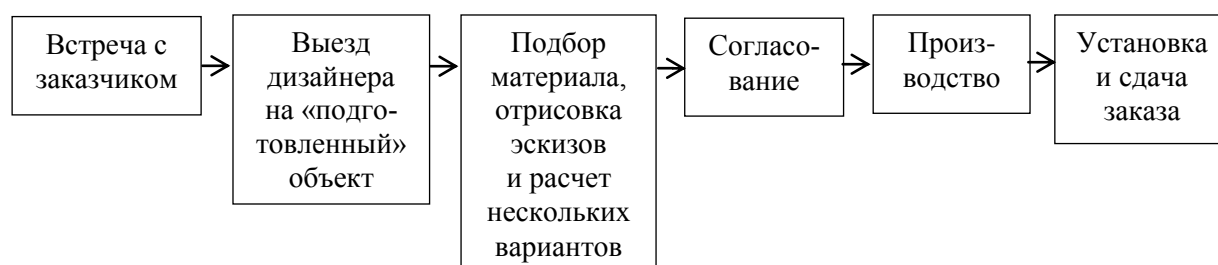 Встреча с
заказчиком
Выезд
дизайнера
на «подго-
товленный»
объект
Подбор
материала,
отрисовка
эскизов
и расчет
нескольких
вариантов
Согласо-
вание
Произ-
водство
Установка
и сдача
заказа